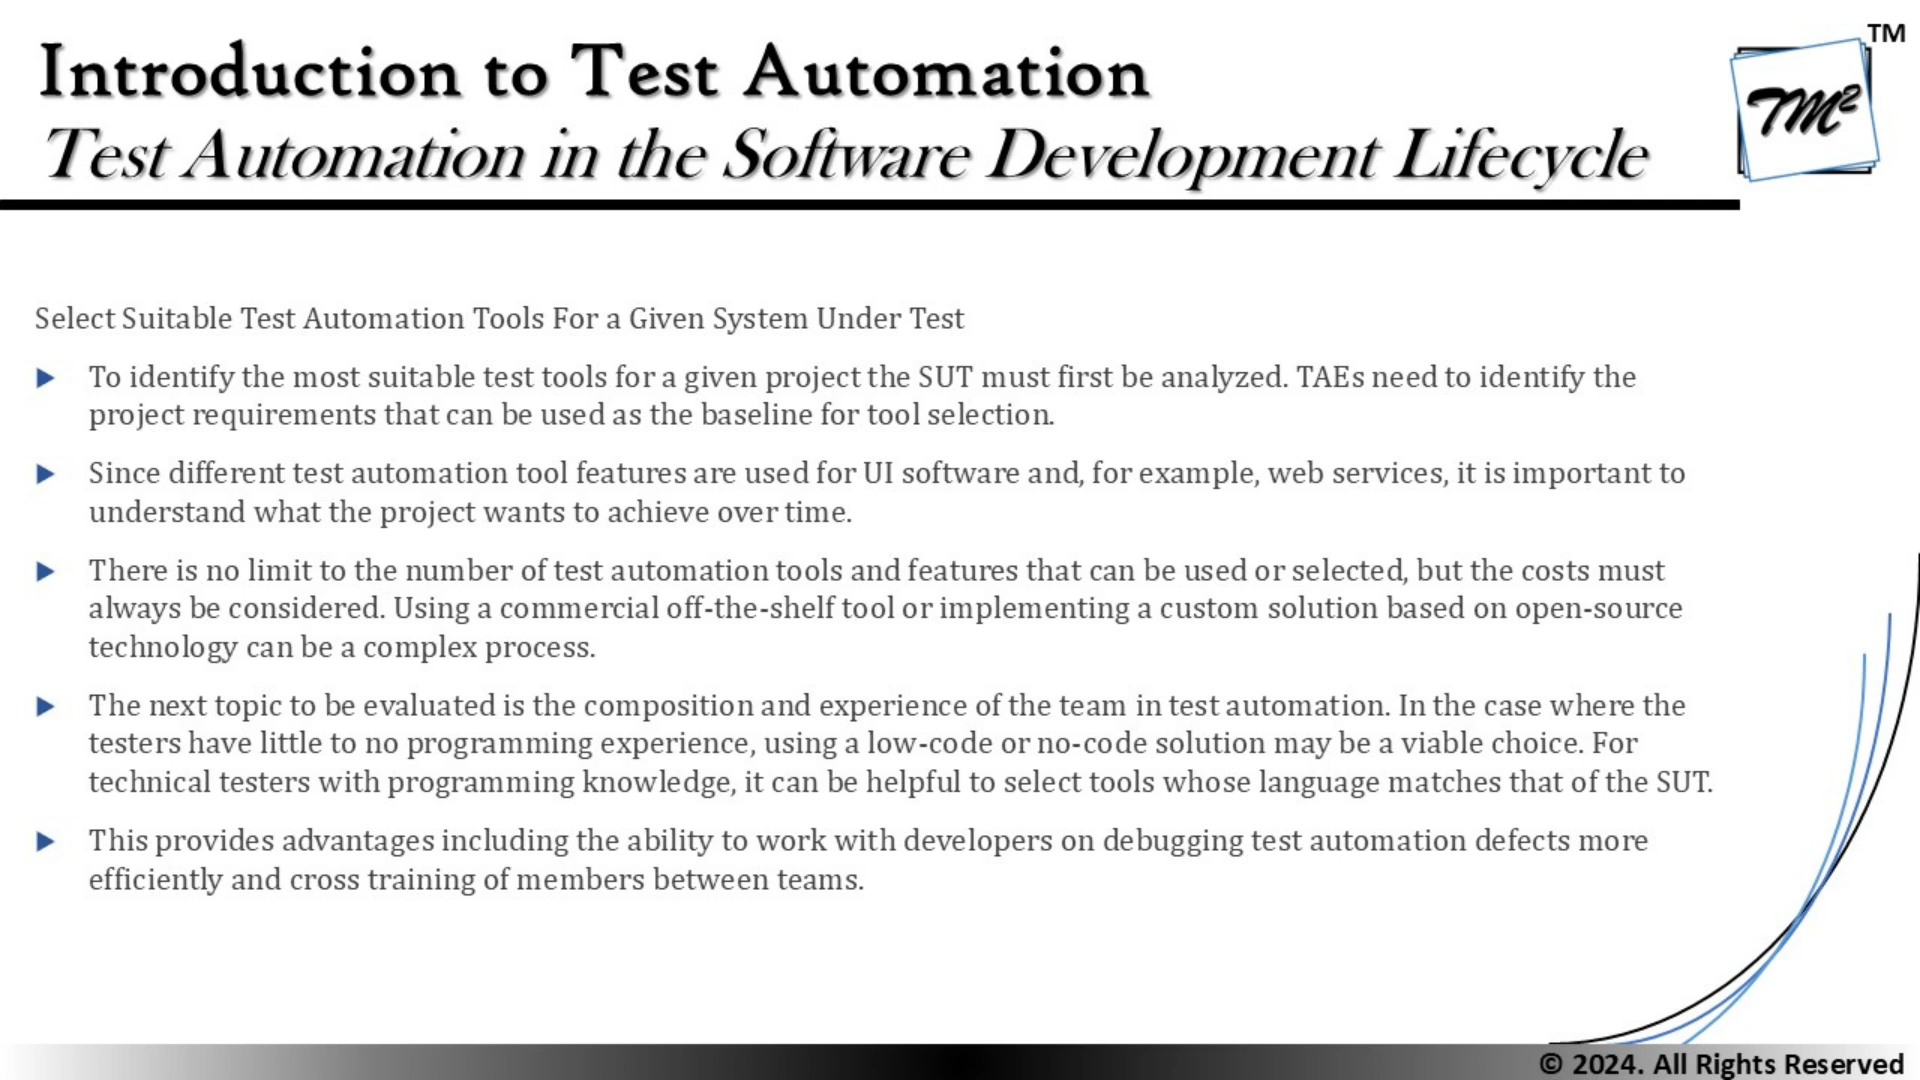 Introduction to Test Automation
TM
TM²
Test Automation in the Software Development Lifecycle
Select Suitable Test Automation Tools For a Given System Under Test
To identify the most suitable test tools for a given project the SUT must first be analyzed. TAEs need to identify the
project requirements that can be used as the baseline for tool selection.
Since different test automation tool features are used for UI software and, for example, web services, it is important to
understand what the project wants to achieve over time.
There is no limit to the number of test automation tools and features that can be used or selected, but the costs must
always be considered. Using a commercial off-the-shelf tool or implementing a custom solution based on open-source
technology can be a complex process.
The next topic to be evaluated is the composition and experience of the team in test automation. In the case where the
testers have little to no programming experience, using a low-code or no-code solution may be a viable choice. For
technical testers with programming knowledge, it can be helpful to select tools whose language matches that of the SUT.
This provides advantages including the ability to work with developers on debugging test automation defects more
efficiently and cross training of members between teams.
© 2024. All Rights Reserved